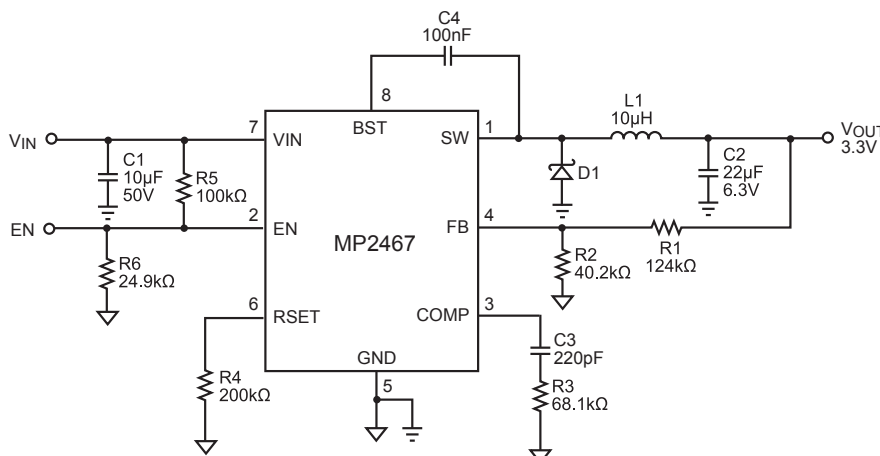 C4
100nF
8
BST
7
VIN
VIN
SW
1
L1
10µH
VOUT
3.3V
C1
10µF
50V
R5
100kΩ
D1
C2
22µF
6.3V
EN
2
EN
MP2467
FB
4
R2
40.2kΩ
R1
124kΩ
R6
24.9kΩ
6
RSET
COMP
3
C3
220pF
R4
200kΩ
GND
5
R3
68.1kΩ